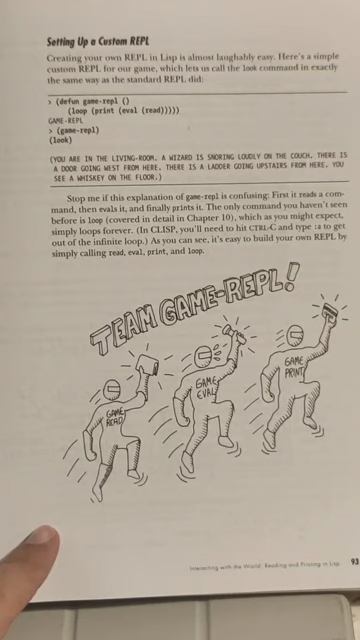 Setting Up a Custom REPL
Creating your own REPL in Lisp is almost laughably easy. Here's a simple
custom REPL for our game, which lets us call the look command in exactly
the same way as the standard REPL did:
> (defun game-repl ()
(loop (print (eval (read)))))
GAME-REPL
> (game-repl)
(look)
(YOU ARE IN THE LIVING-ROOM. A WIZARD IS SNORING LOUDLY ON THE COUCH. THERE IS
A DOOR GOING WEST FROM HERE. THERE IS A LADDER GOING UPSTAIRS FROM HERE. YOU
SEE A WHISKEY ON THE FLOOR.)
Stop me if this explanation of game-repl is confusing: First it reads a com-
mand, then evals it, and finally prints it. The only command you haven't seen
before is loop (covered in detail in Chapter 10), which as you might expect,
simply loops forever. (In CLISP, you'll need to hit CTRL-C and type :a to get
out of the infinite loop.) As you can see, it's easy to build your own REPL by
simply calling read, eval, print, and loop.
TEAM GAME-REPL!
GAME
READ
GAME
EVAL
GAME
PRINT
Interacting with the World: Reading and Printing in Lisp 93